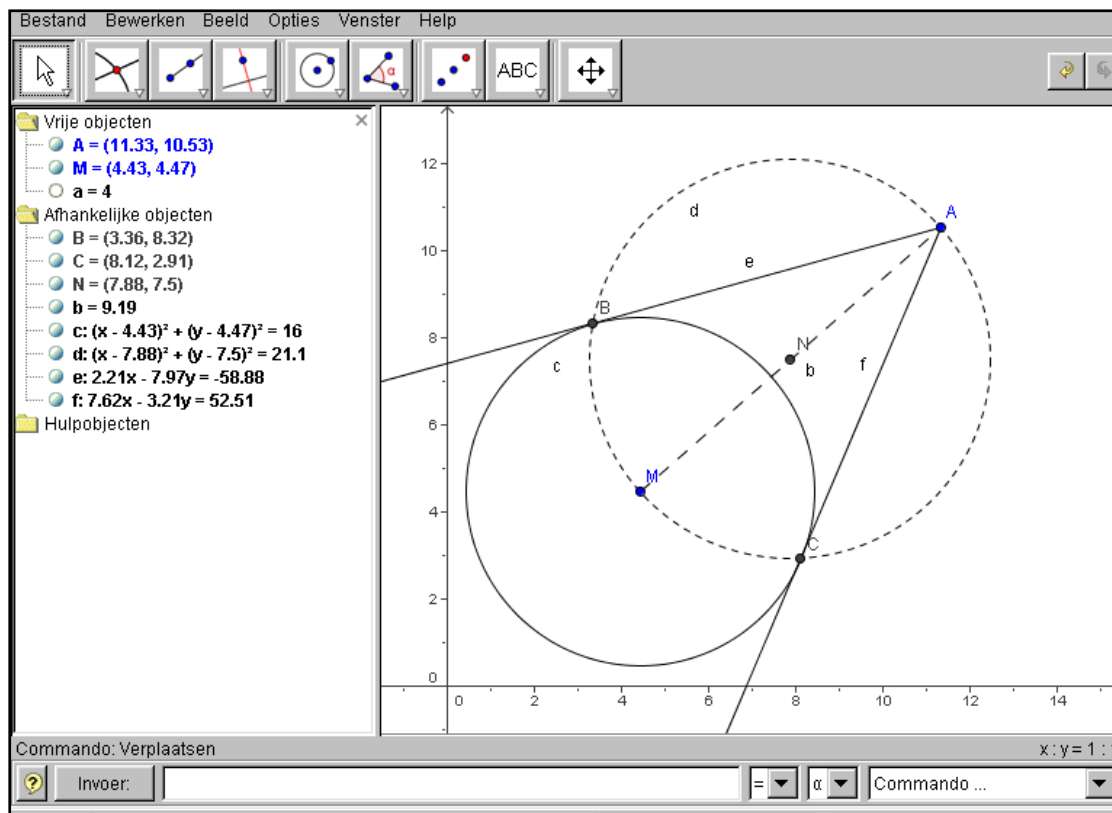 Bestand Bewerken Beeld Opties Venster Help
α
ABC
Vrije objecten
A = (11.33, 10.53)
M = (4.43, 4.47)
a = 4
Afhankelijke objecten
B = (3.36, 8.32)
C = (8.12, 2.91)
N = (7.88, 7.5)
b = 9.19
c: (x - 4.43)² + (y - 4.47)² = 16
d: (x - 7.88)² + (y - 7.5)² = 21.1
e: 2.21x - 7.97y = -58.88
f: 7.62x - 3.21y = 52.51
Hulpobjecten
12
d
A
10
e
B
8
N
c
b
f
6
M
4
C
2
0
0 2 4 6 8 10 12 14
Commando: Verplaatsen
x : y = 1 :
? Invoer:
= α Commando ...